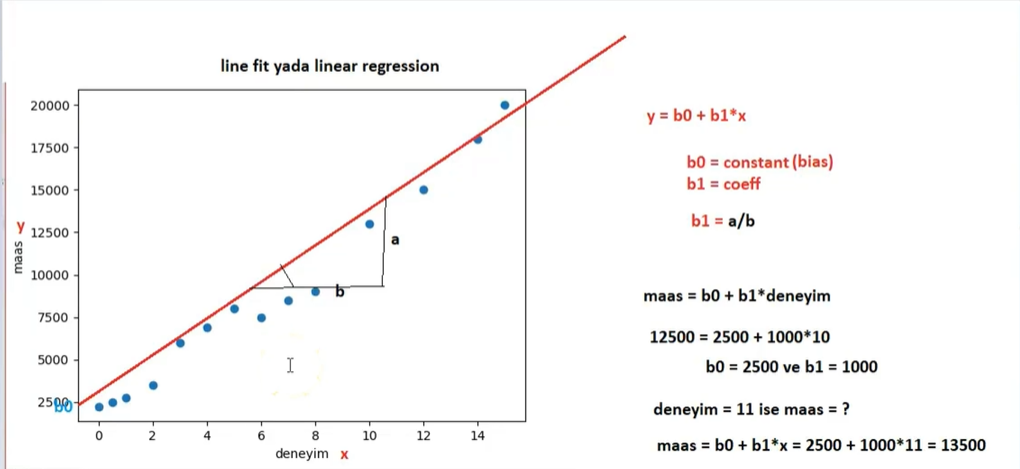 line fit yada linear regression
20000
17500
15000
12500
10000
7500
5000
2500
b0
y
maas
a
b
0 2 4 6 8 10 12 14
deneyim x
y = b0 + b1*x
b0 = constant (bias)
b1 = coeff
b1 = a/b
maas = b0 + b1*deneyim
12500 = 2500 + 1000*10
b0 = 2500 ve b1 = 1000
deneyim = 11 ise maas = ?
maas = b0 + b1*x = 2500 + 1000*11 = 13500